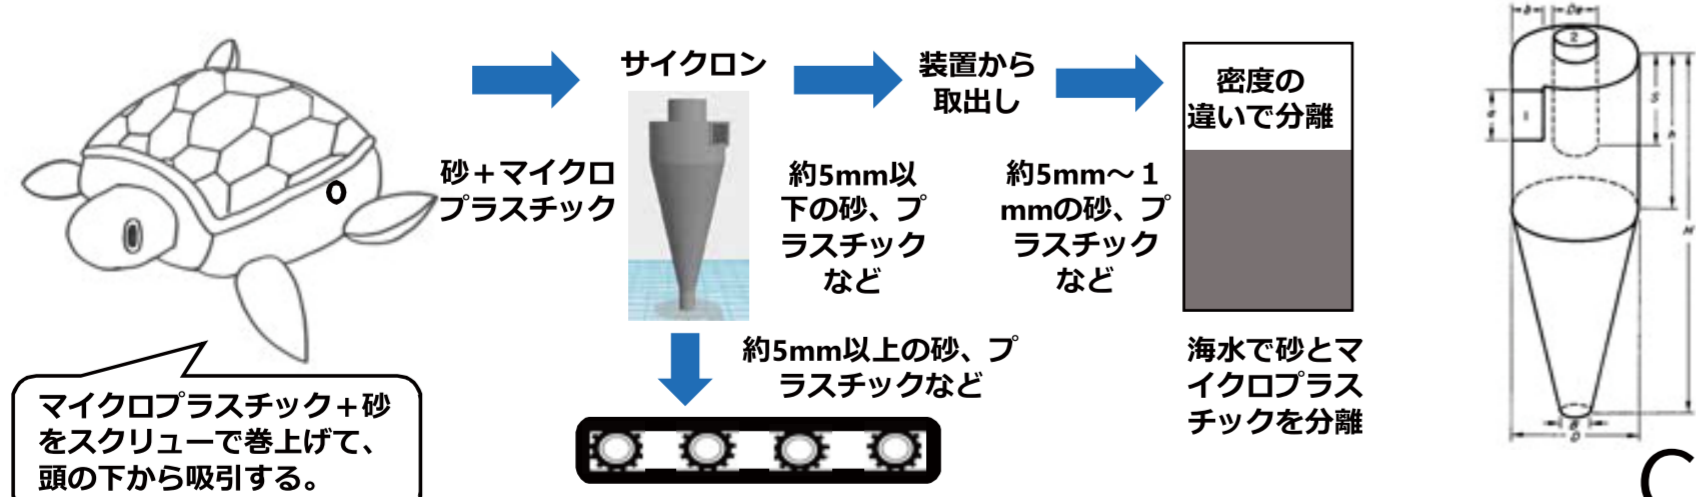 サイクロン
装置から
取出し
密度の
違いで分離
砂＋マイクロ
プラスチック
約5mm以
下の砂、プ
ラスチック
など
約5mm～１
mmの砂、プ
ラスチック
など
約5mm以上の砂、プ
ラスチックなど
海水で砂とマ
イクロプラス
チックを分離
マイクロプラスチック＋砂
をスクリューで巻上げて、
頭の下から吸引する。
b
De
2
1
a
S
h
H
B
D